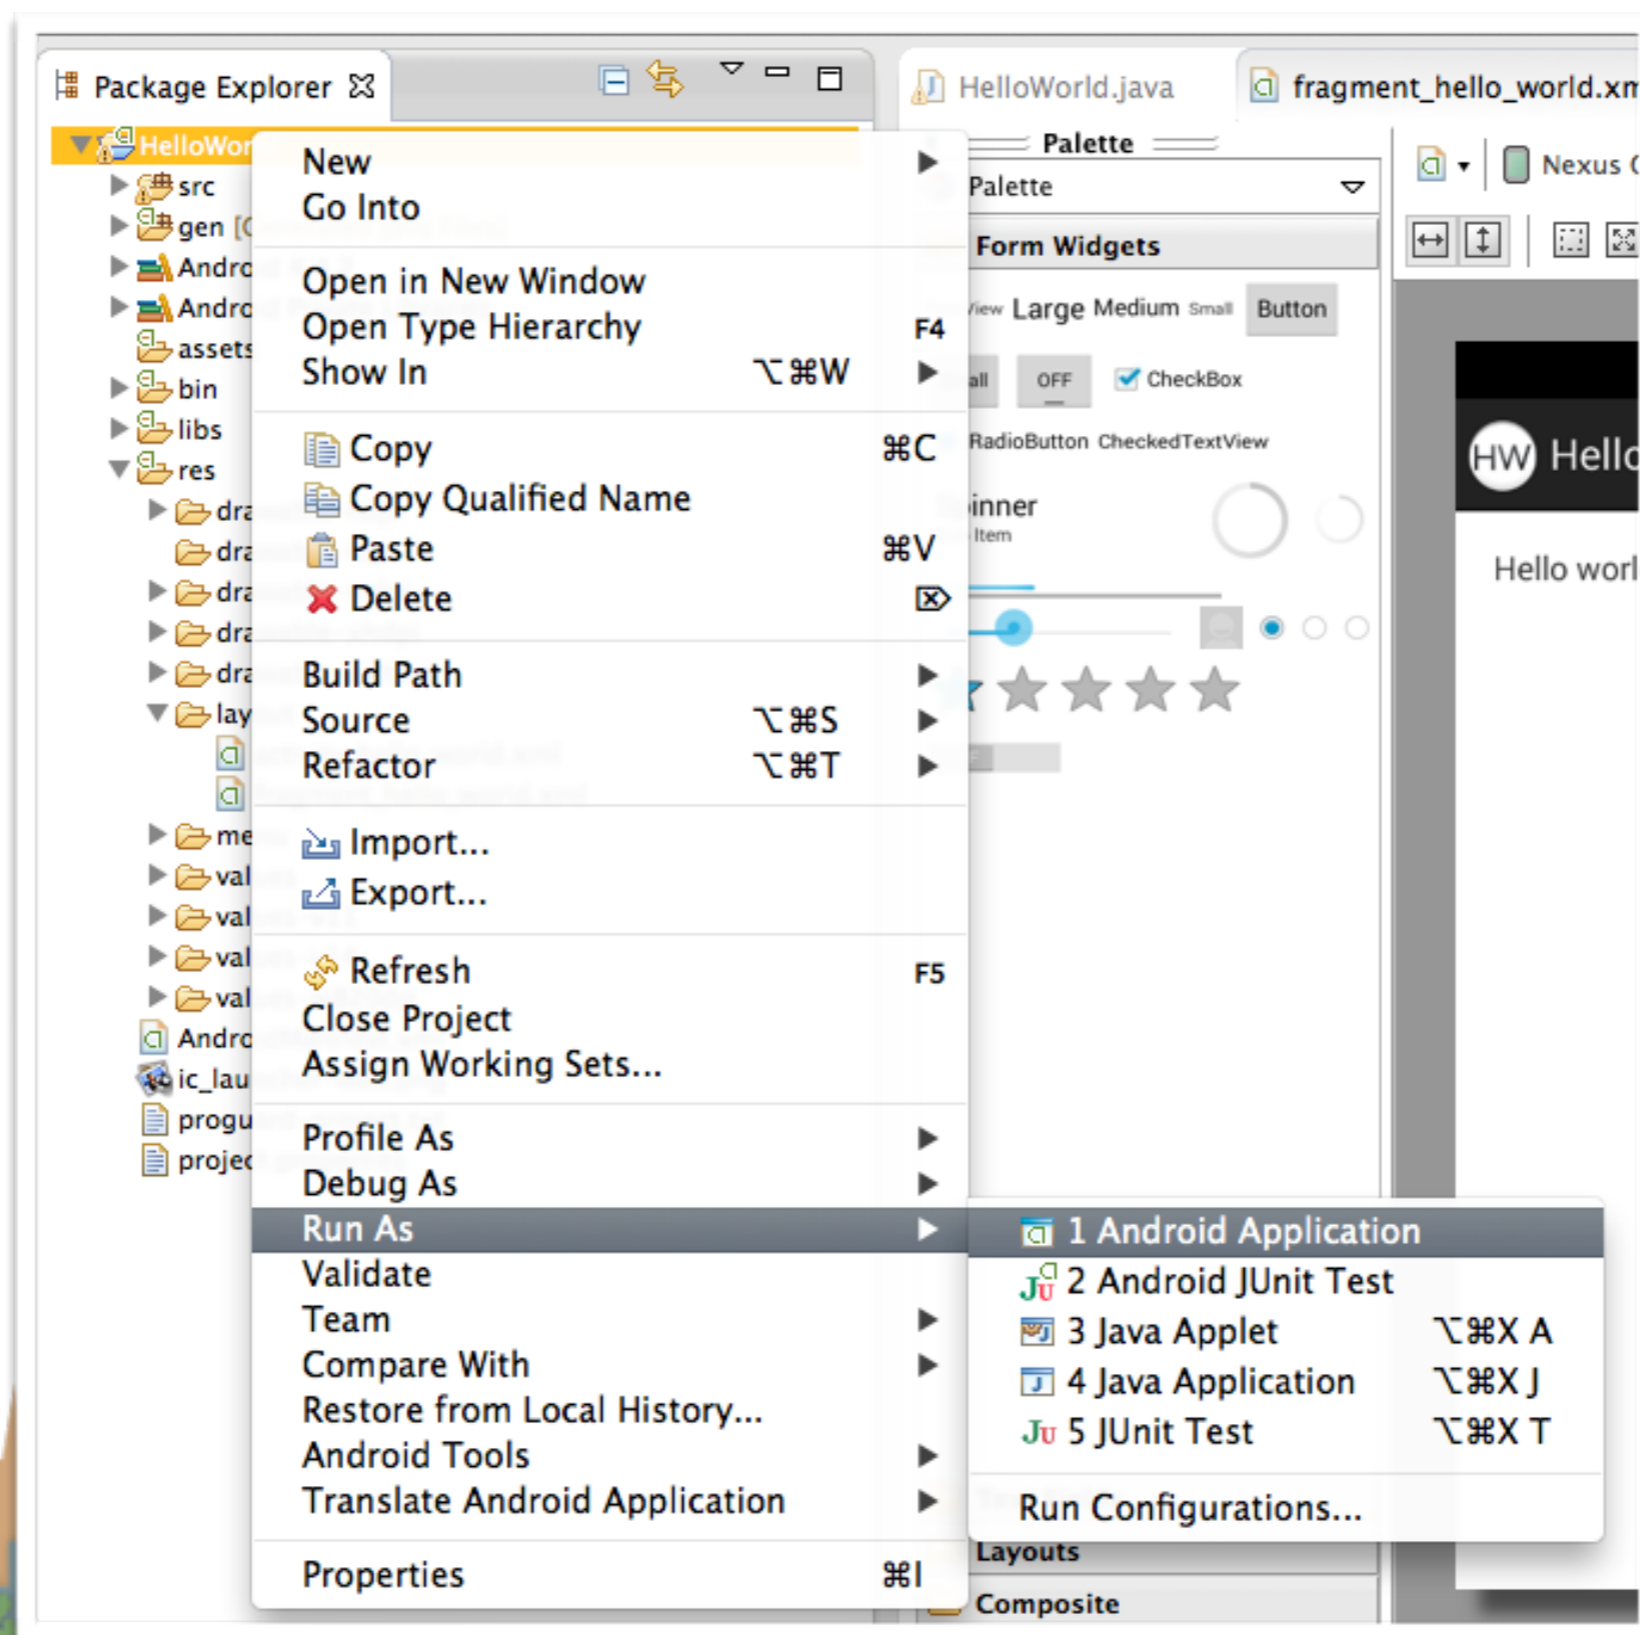 Package Explorer
HelloWorld.java
fragment_hello_world.xm
HelloWor
src
gen
Andro
Andro
assets
bin
libs
res
dra
dra
dra
dra
dra
lay
me
val
val
val
val
Andro
ic_lau
progu
projec
New
Go Into
Open in New Window
Open Type Hierarchy F4
Show In ⌥⌘W
Copy ⌘C
Copy Qualified Name
Paste ⌘V
Delete ⌦
Build Path
Source ⌥⌘S
Refactor ⌥⌘T
Import...
Export...
Refresh F5
Close Project
Assign Working Sets...
Profile As
Debug As
Run As
Validate
Team
Compare With
Restore from Local History...
Android Tools
Translate Android Application
Properties ⌘I
1 Android Application
2 Android JUnit Test
3 Java Applet ⌥⌘X A
4 Java Application ⌥⌘X J
5 JUnit Test ⌥⌘X T
Run Configurations...
Palette
Palette
Form Widgets
View Large Medium Small Button
all OFF CheckBox
RadioButton CheckedTextView
inner
Item
Layouts
Composite
Nexus
HW Hello
Hello worl